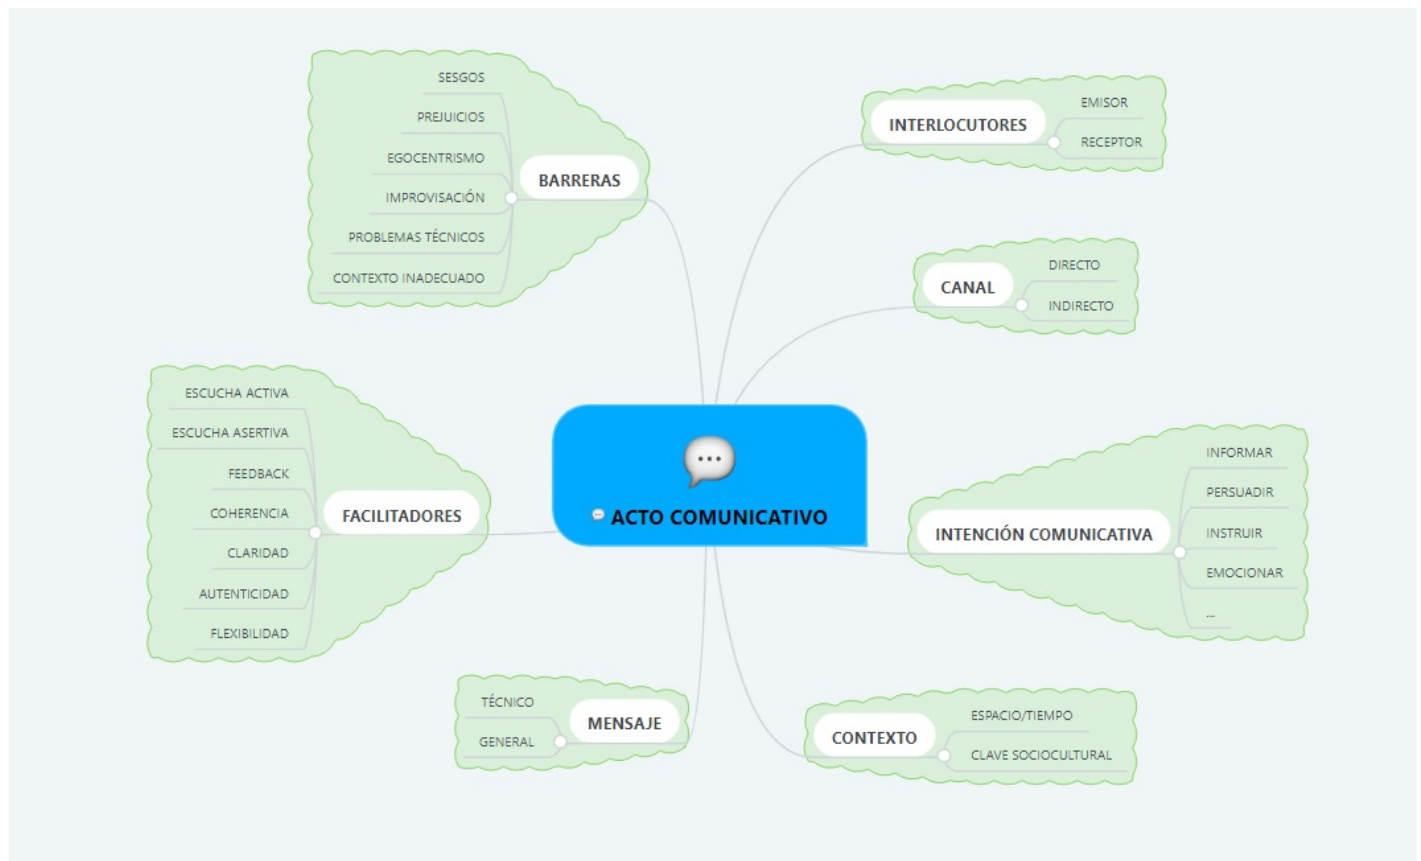 ACTO COMUNICATIVO
INTERLOCUTORES
EMISOR
RECEPTOR
CANAL
DIRECTO
INDIRECTO
INTENCIÓN COMUNICATIVA
INFORMAR
PERSUADIR
INSTRUIR
EMOCIONAR
...
CONTEXTO
ESPACIO/TIEMPO
CLAVE SOCIOCULTURAL
MENSAJE
TÉCNICO
GENERAL
FACILITADORES
ESCUCHA ACTIVA
ESCUCHA ASERTIVA
FEEDBACK
COHERENCIA
CLARIDAD
AUTENTICIDAD
FLEXIBILIDAD
BARRERAS
SESGOS
PREJUICIOS
EGOCENTRISMO
IMPROVISACIÓN
PROBLEMAS TÉCNICOS
CONTEXTO INADECUADO